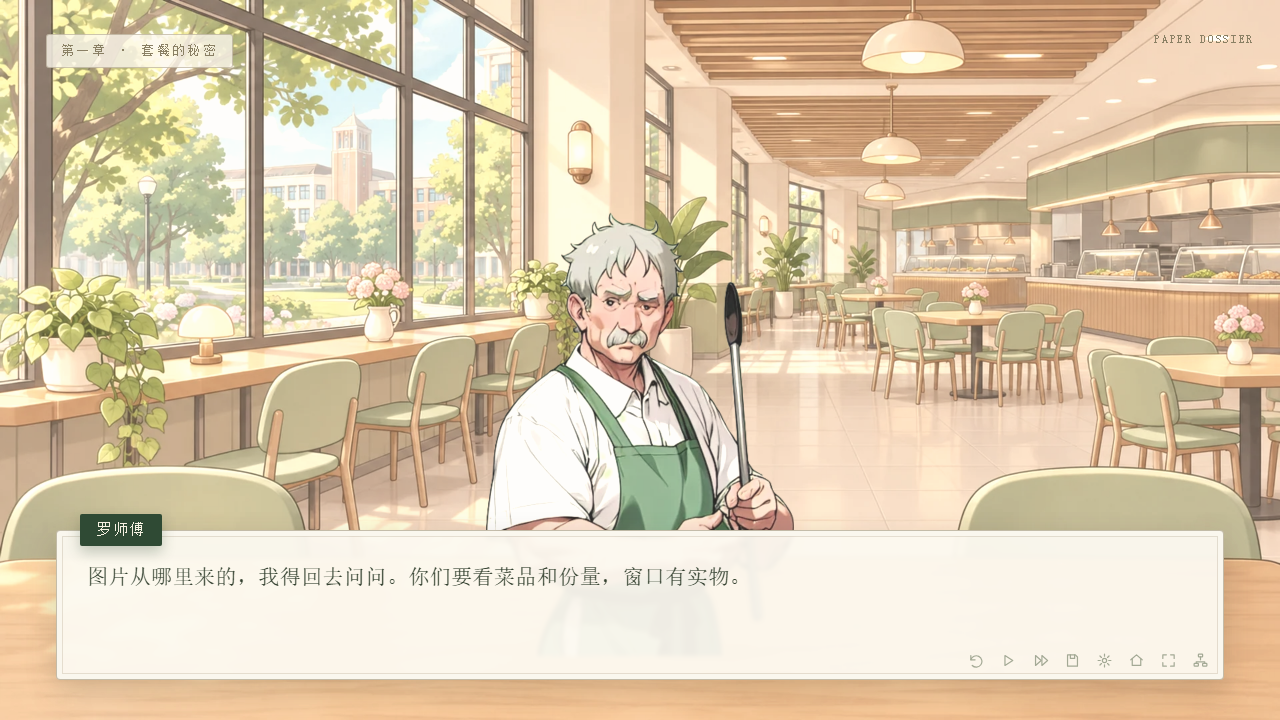 第一章 · 套餐的秘密
PAPER DOSSIER
罗师傅
图片从哪里来的，我得回去问问。你们要看菜品和份量，窗口有实物。